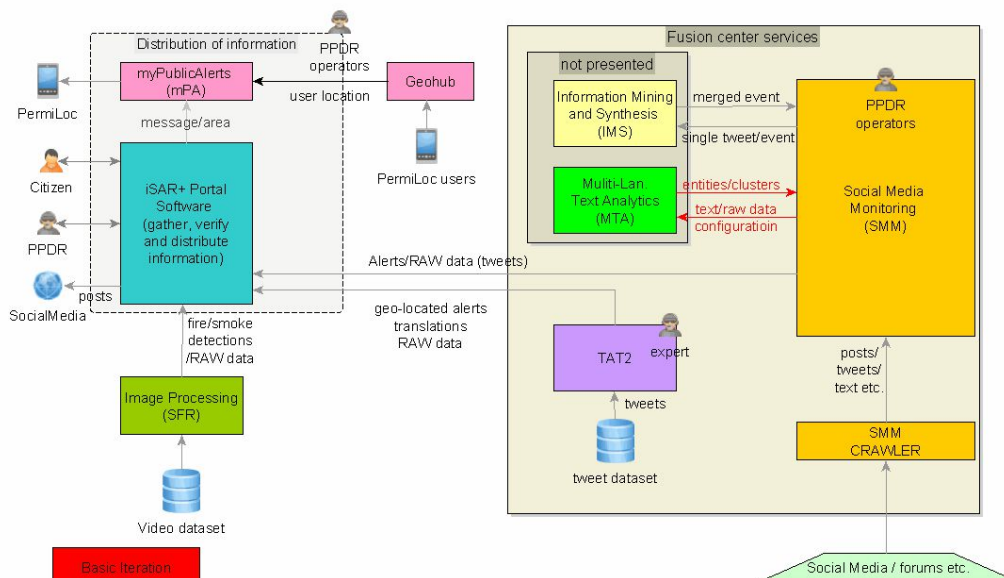 Distribution of information
PPDR
operators
myPublicAlerts
(mPA)
PermiLoc
message/area
user location
Geohub
PermiLoc users
Citizen
iSAR+ Portal
Software
(gather, verify
and distribute
information)
PPDR
SocialMedia
posts
fire/smoke
detections
/RAW data
Image Processing
(SFR)
Video dataset
Basic Iteration
Fusion center services
not presented
Information Mining
and Synthesis
(IMS)
merged event
single tweet/event
PPDR
operators
Muliti-Lan.
Text Analytics
(MTA)
entities/clusters
text/raw data
configuratioin
Social Media
Monitoring
(SMM)
Alerts/RAW data (tweets)
geo-located alerts
translations
RAW data
TAT2
expert
tweets
tweet dataset
posts/
tweets/
text etc.
SMM
CRAWLER
Social Media / forums etc.